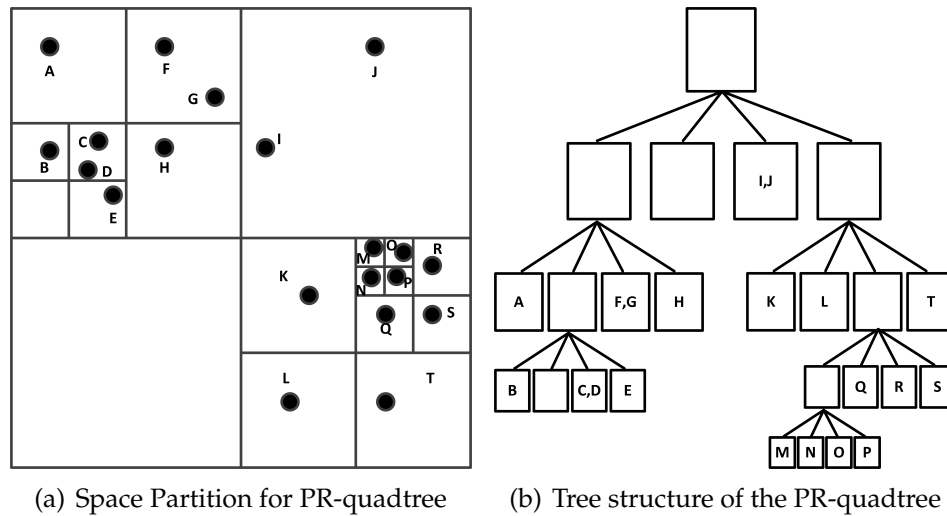 A
F
J
G
C
B
D
H
I
E
M
O
R
K
N
P
Q
S
L
T
I,J
A
F,G
H
K
L
T
B
C,D
E
Q
R
S
M
N
O
P
(a) Space Partition for PR-quadtree
(b) Tree structure of the PR-quadtree